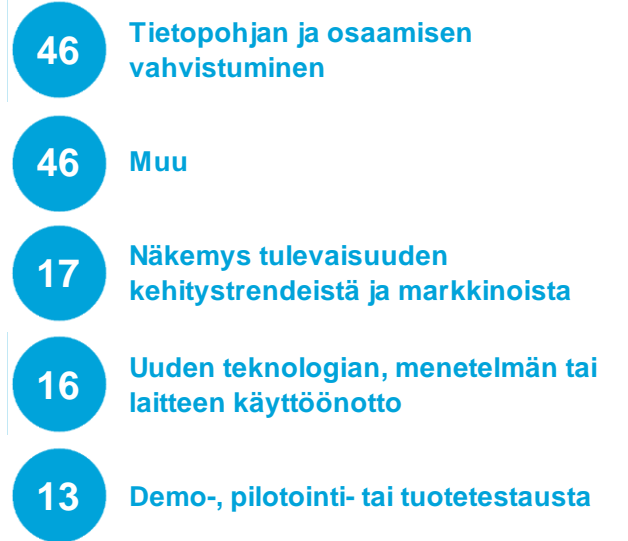 46
Tietopohjan ja osaamisen
vahvistuminen
46
Muu
17
Näkemys tulevaisuuden
kehitystrendeistä ja markkinoista
16
Uuden teknologian, menetelmän tai
laitteen käyttöönotto
13
Demo-, pilotointi- tai tuotetestausta